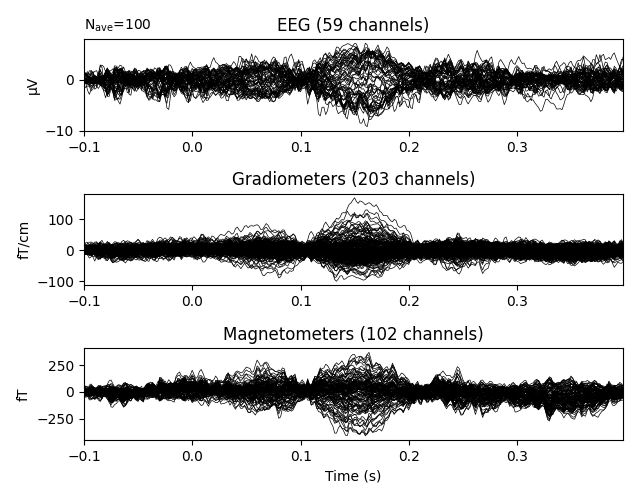 N_ave=100
EEG (59 channels)
µV
0
−10
−0.1 0.0 0.1 0.2 0.3
Gradiometers (203 channels)
fT/cm
100
0
−100
−0.1 0.0 0.1 0.2 0.3
Magnetometers (102 channels)
fT
250
0
−250
−0.1 0.0 0.1 0.2 0.3
Time (s)